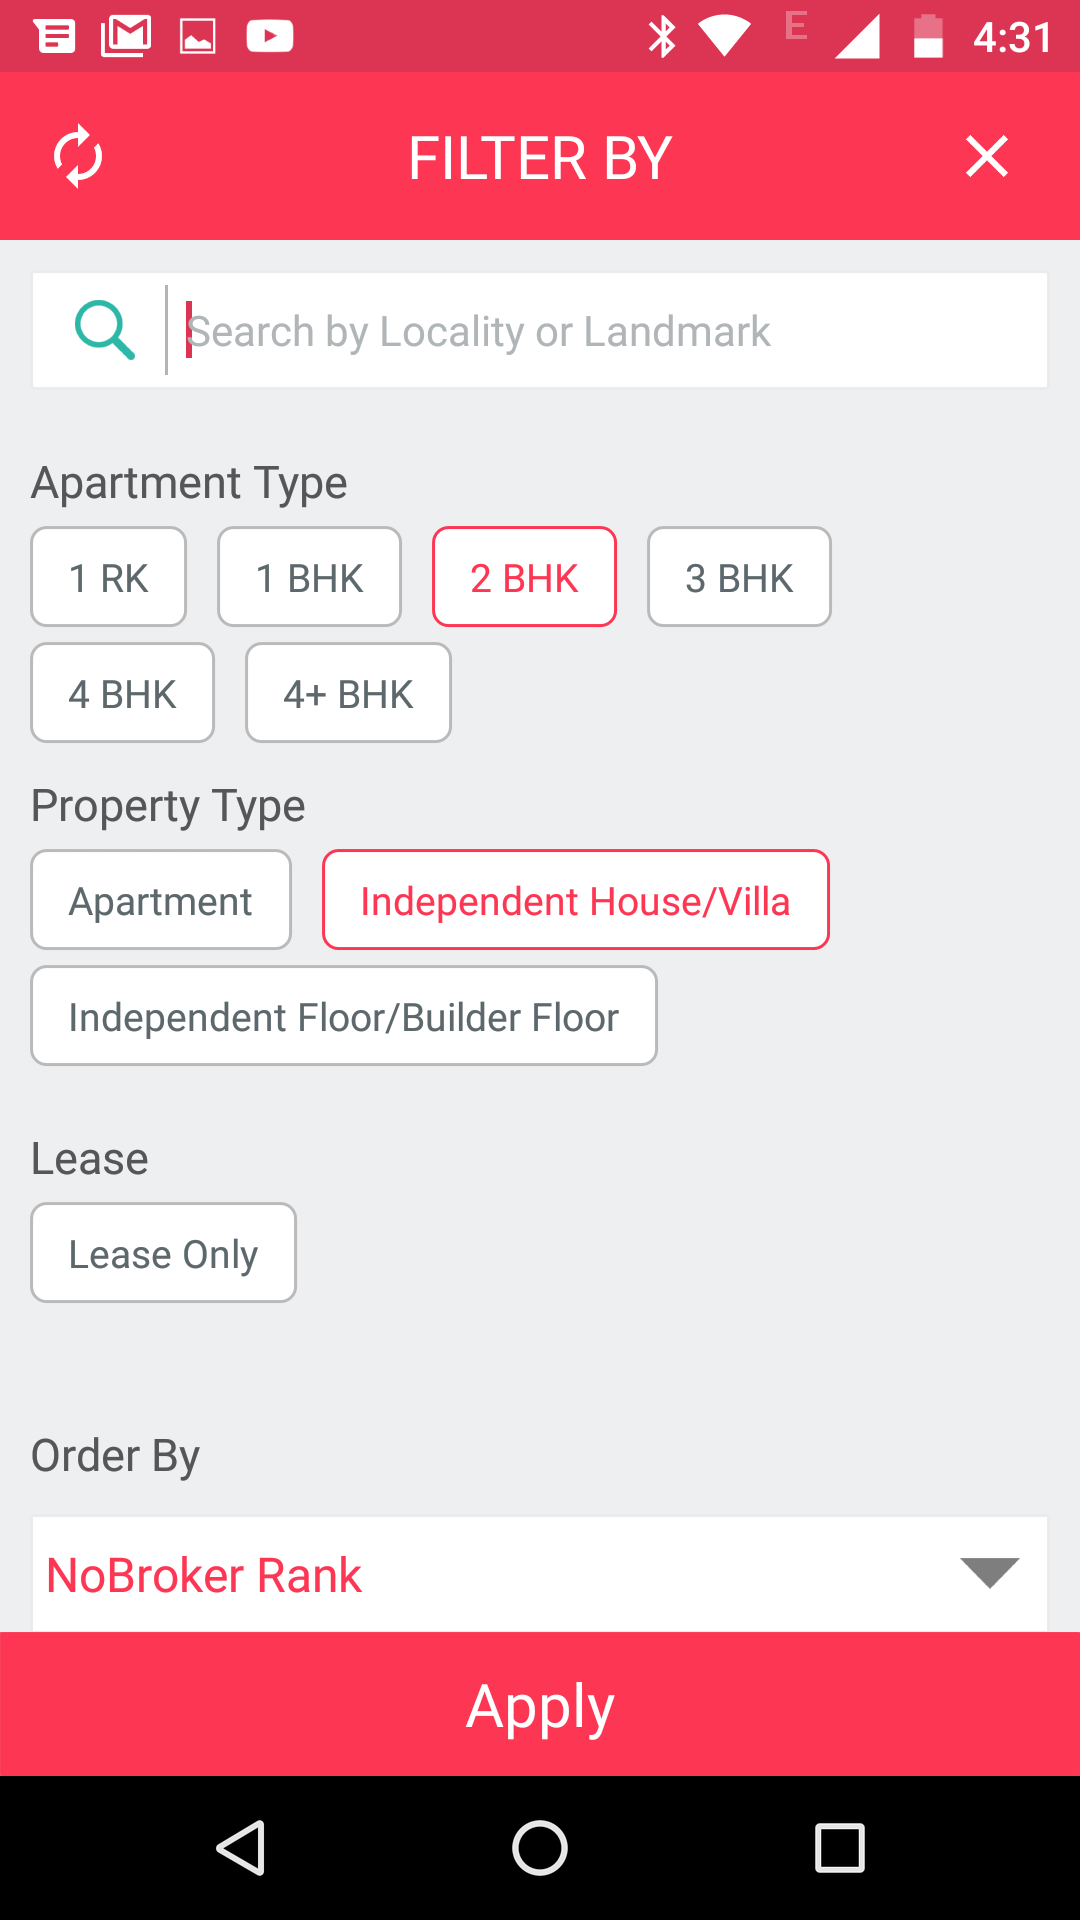 E 4:31
FILTER BY
Search by Locality or Landmark
Apartment Type
1 RK 1 BHK 2 BHK 3 BHK
4 BHK 4+ BHK
Property Type
Apartment Independent House/Villa
Independent Floor/Builder Floor
Lease
Lease Only
Order By
NoBroker Rank
Apply